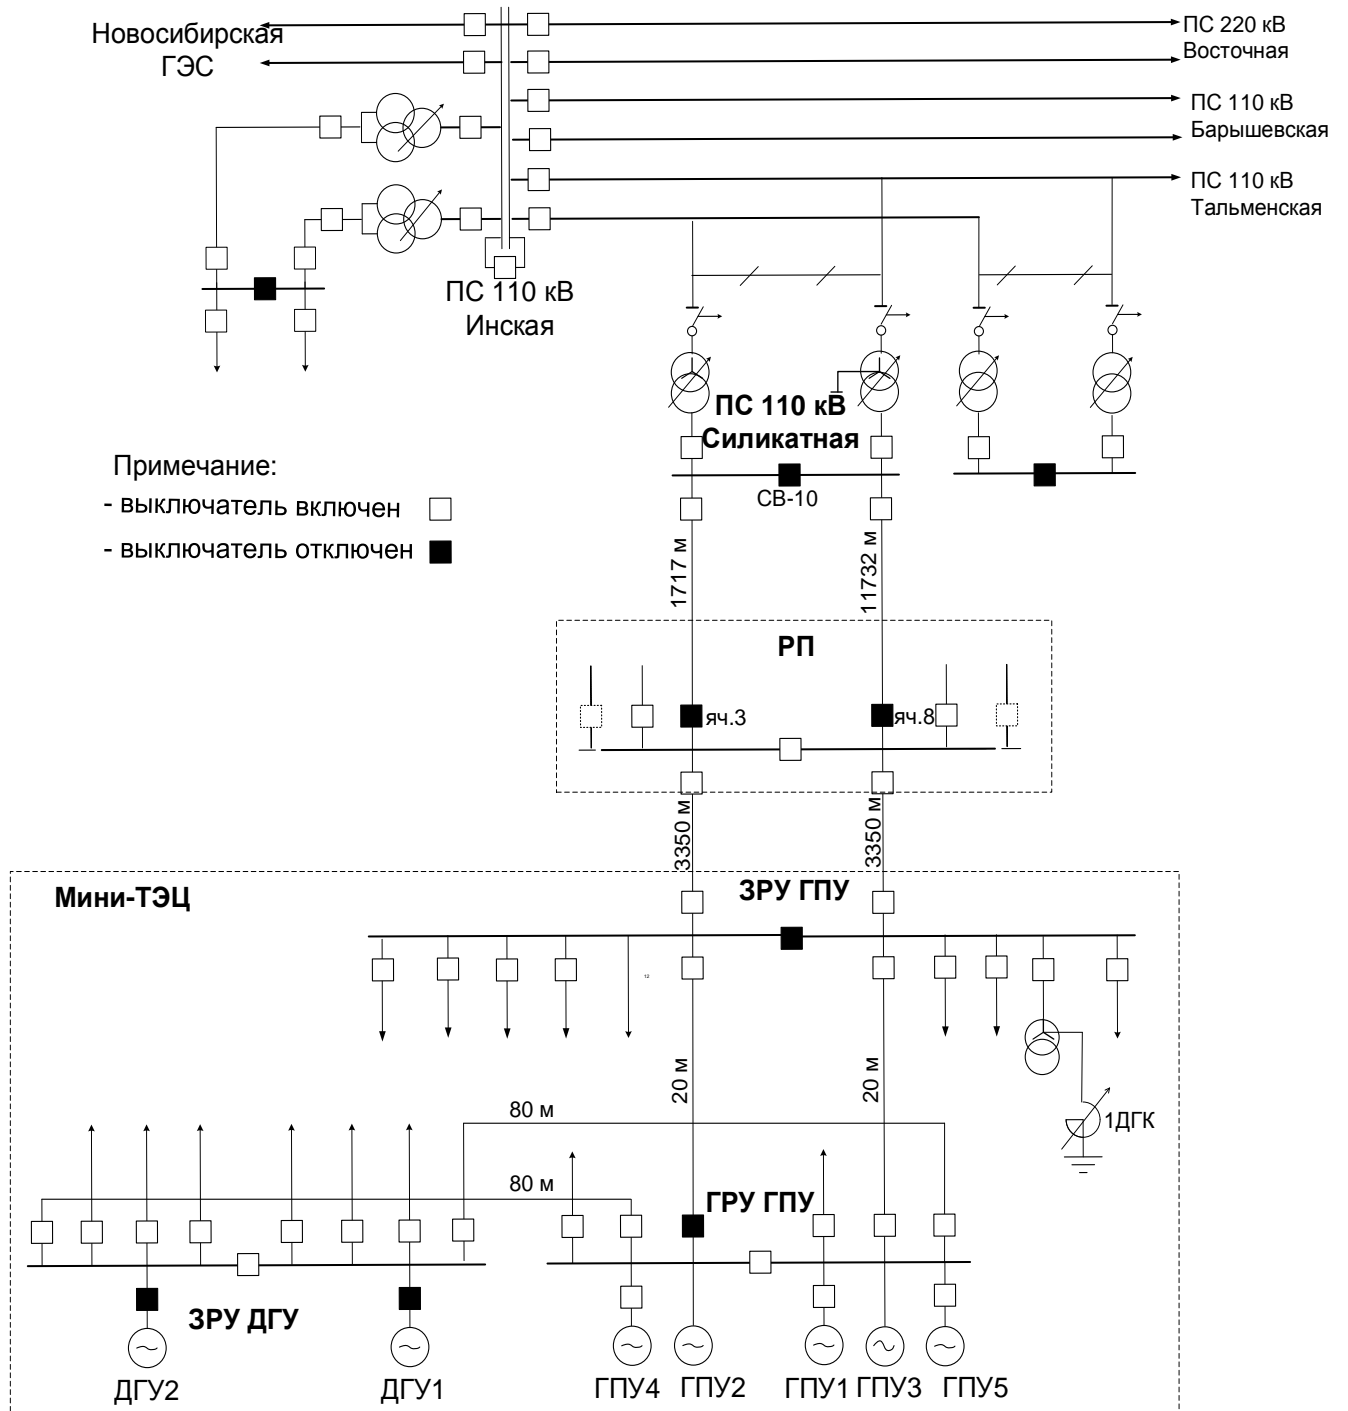 Новосибирская
ГЭС
ПС 220 кВ
Восточная
ПС 110 кВ
Барышевская
ПС 110 кВ
Тальменская
ПС 110 кВ
Инская
ПС 110 кВ
Силикатная
Примечание:
- выключатель включен
- выключатель отключен
СВ-10
1717 м
11732 м
РП
яч.3
яч.8
3350 м
3350 м
Мини-ТЭЦ
ЗРУ ГПУ
12
20 м
20 м
80 м
1ДГК
80 м
ГРУ ГПУ
ЗРУ ДГУ
ДГУ2
ДГУ1
ГПУ4
ГПУ2
ГПУ1
ГПУ3
ГПУ5